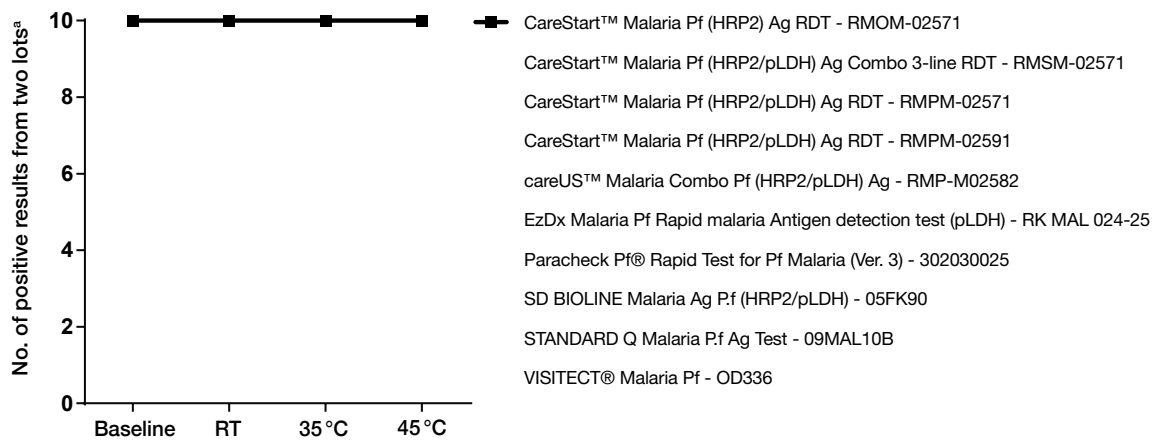 No. of positive results from two lotsª
10
8
6
4
2
0
Baseline RT 35°C 45°C
CareStart™ Malaria Pf (HRP2) Ag RDT - RMOM-02571
CareStart™ Malaria Pf (HRP2/pLDH) Ag Combo 3-line RDT - RMSM-02571
CareStart™ Malaria Pf (HRP2/pLDH) Ag RDT - RMPM-02571
CareStart™ Malaria Pf (HRP2/pLDH) Ag RDT - RMPM-02591
careUS™ Malaria Combo Pf (HRP2/pLDH) Ag - RMP-M02582
EzDx Malaria Pf Rapid malaria Antigen detection test (pLDH) - RK MAL 024-25
Paracheck Pf® Rapid Test for Pf Malaria (Ver. 3) - 302030025
SD BIOLINE Malaria Ag P.f (HRP2/pLDH) - 05FK90
STANDARD Q Malaria P.f Ag Test - 09MAL10B
VISITECT® Malaria Pf - OD336